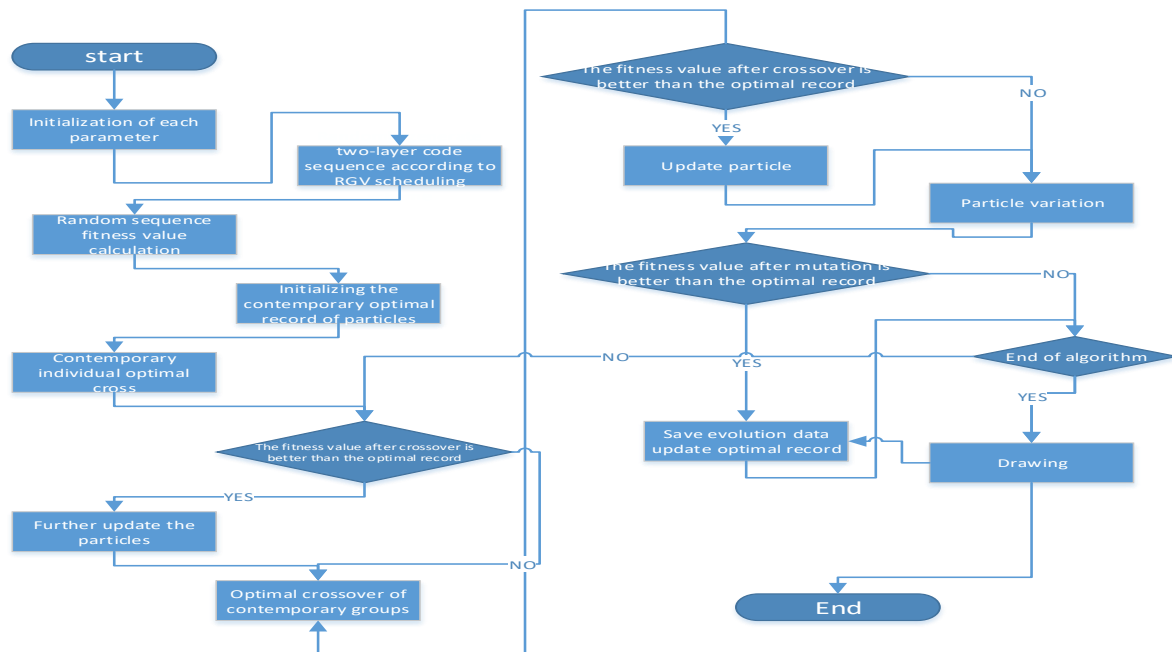 start
Initialization of each
parameter
two-layer code
sequence according to
RGV scheduling
Random sequence
fitness value
calculation
Initializing the
contemporary optimal
record of particles
Contemporary
individual optimal
cross
The fitness value after crossover is
better than the optimal record
YES
NO
Further update the
particles
Optimal crossover of
contemporary groups
The fitness value after crossover is
better than the optimal record
NO
YES
Update particle
Particle variation
The fitness value after mutation is
better than the optimal record
NO
YES
End of algorithm
NO
YES
Save evolution data
update optimal record
Drawing
End